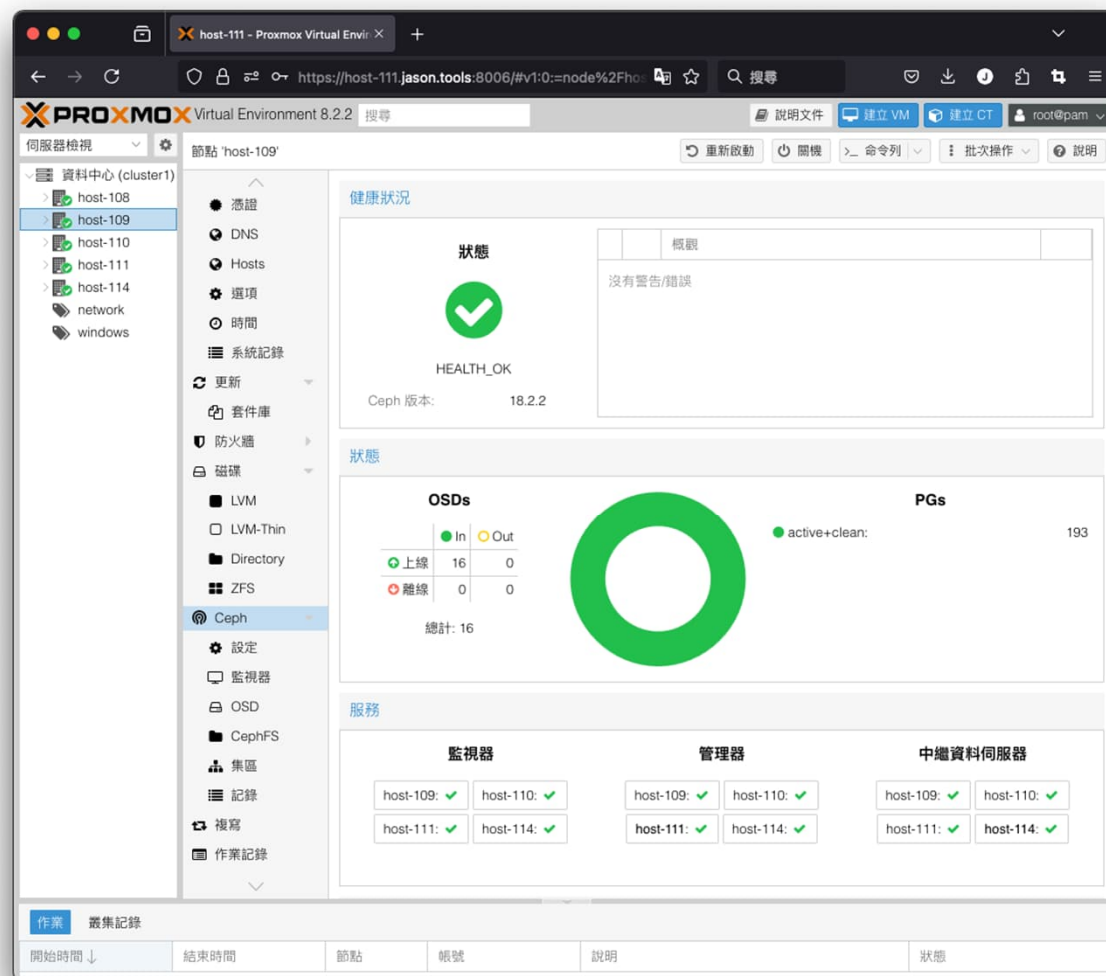 host-111 - Proxmox Virtual Envir
https://host-111.jason.tools:8006/#v1:0:=node%2Fhos
搜尋
PROXMOX Virtual Environment 8.2.2 搜尋
說明文件 建立 VM 建立 CT root@pam
伺服器檢視
節點 'host-109'
重新啟動 關機 命令列 批次操作 說明
資料中心 (cluster1)
host-108
host-109
host-110
host-111
host-114
network
windows
憑證
DNS
Hosts
選項
時間
系統記錄
更新
套件庫
防火牆
磁碟
LVM
LVM-Thin
Directory
ZFS
Ceph
設定
監視器
OSD
CephFS
集區
記錄
複寫
作業記錄
健康狀況
狀態
HEALTH_OK
Ceph 版本: 18.2.2
概觀
沒有警告/錯誤
狀態
OSDs
In Out
上線 16 0
離線 0 0
總計: 16
PGs
active+clean: 193
服務
監視器 管理器 中繼資料伺服器
host-109: host-110: host-109: host-110: host-109: host-110:
host-111: host-114: host-111: host-114: host-111: host-114:
作業 叢集記錄
開始時間 結束時間 節點 帳號 說明 狀態